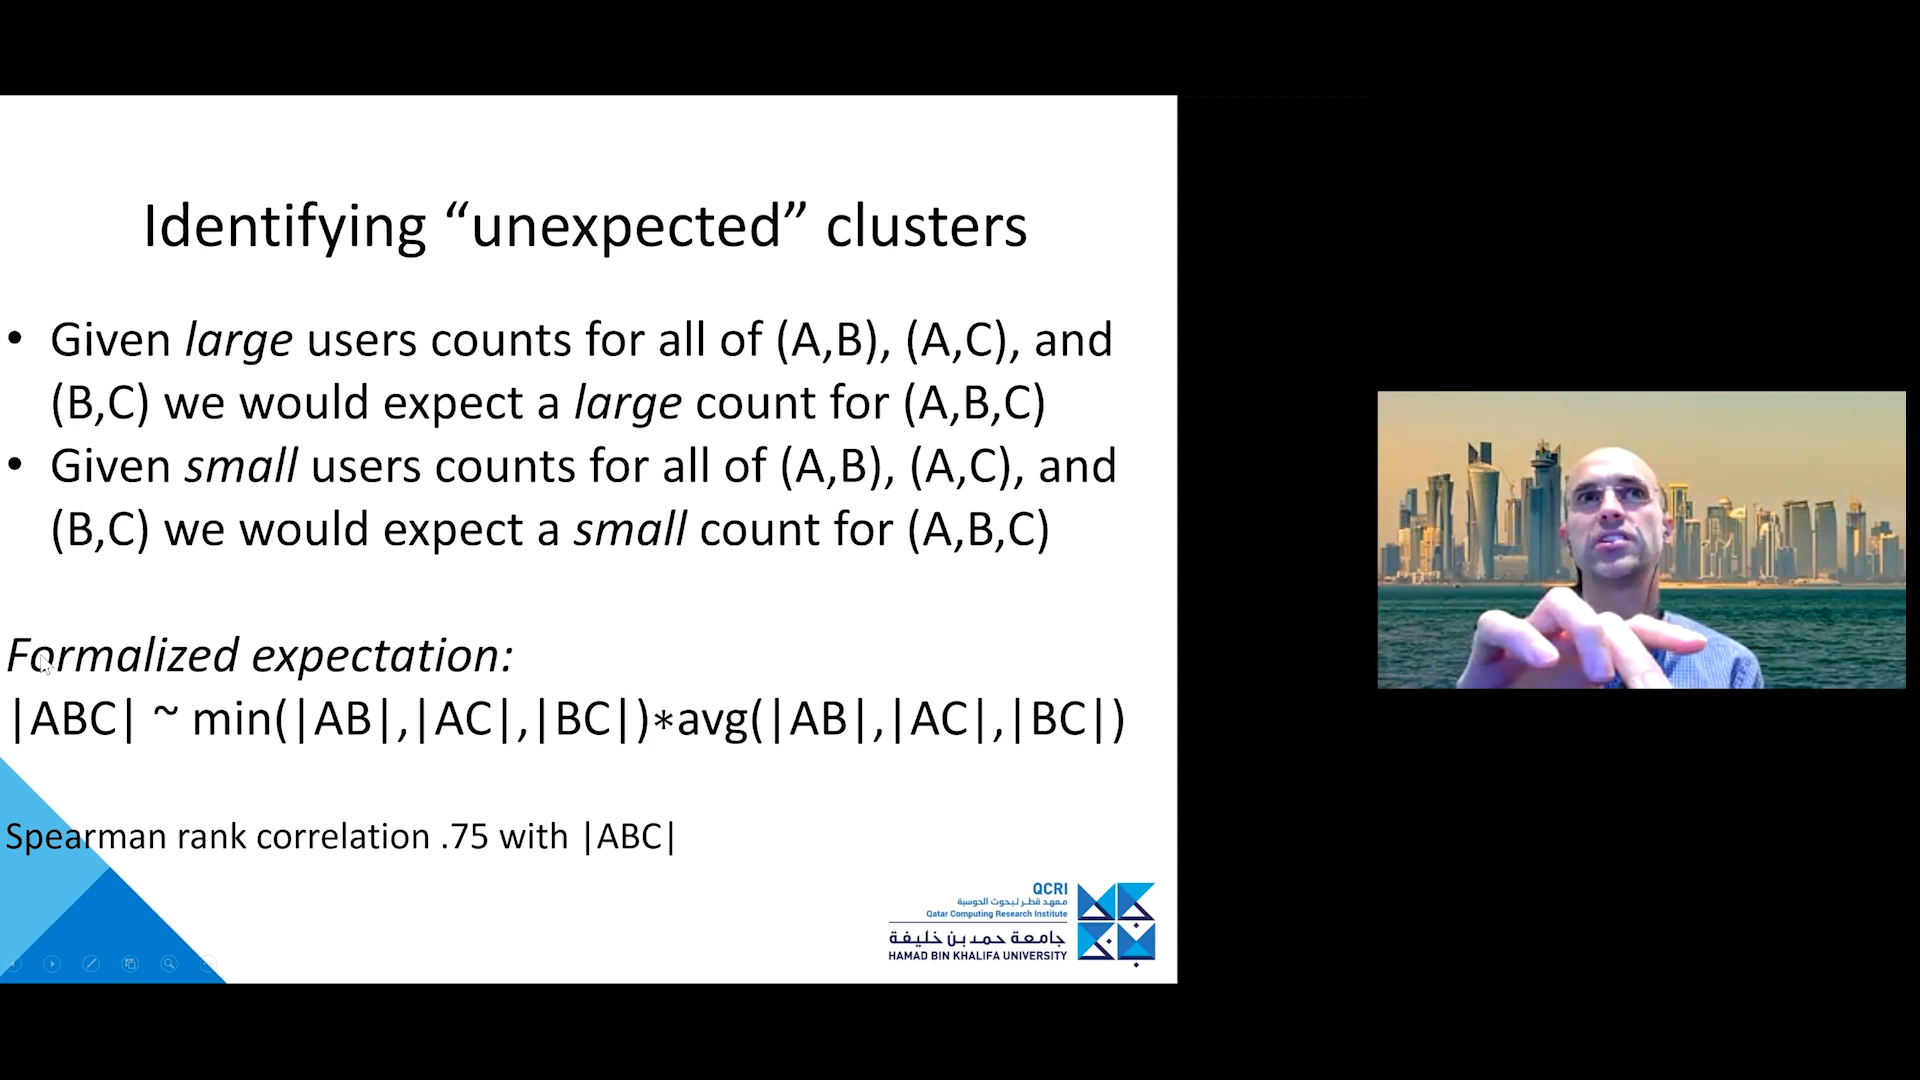 Identifying “unexpected” clusters
• Given large users counts for all of (A,B), (A,C), and
(B,C) we would expect a large count for (A,B,C)
• Given small users counts for all of (A,B), (A,C), and
(B,C) we would expect a small count for (A,B,C)
Formalized expectation:
|ABC| ~ min(|AB|,|AC|,|BC|)*avg(|AB|,|AC|,|BC|)
Spearman rank correlation .75 with |ABC|
QCRI
معهد قطر لبحوث الحوسبة
Qatar Computing Research Institute
جامعة حمد بن خليفة
HAMAD BIN KHALIFA UNIVERSITY